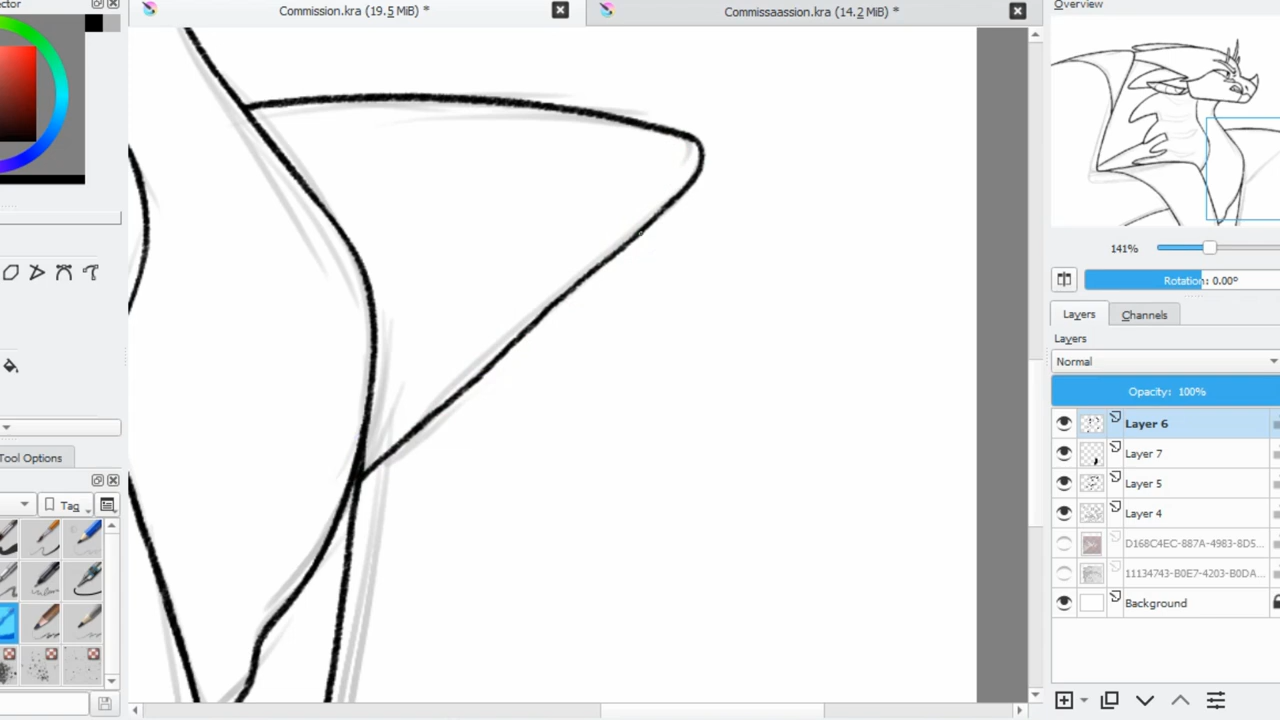 ector
Commission.kra (19.5 MiB) *
Commissaassion.kra (14.2 MiB) *
Overview
141%
Rotation: 0.00°
Layers
Channels
Layers
Normal
Opacity: 100%
Layer 6
Layer 7
Layer 5
Layer 4
D168C4EC-887A-4983-8D5...
11134743-B0E7-4203-B0DA...
Background
Tool Options
Tag